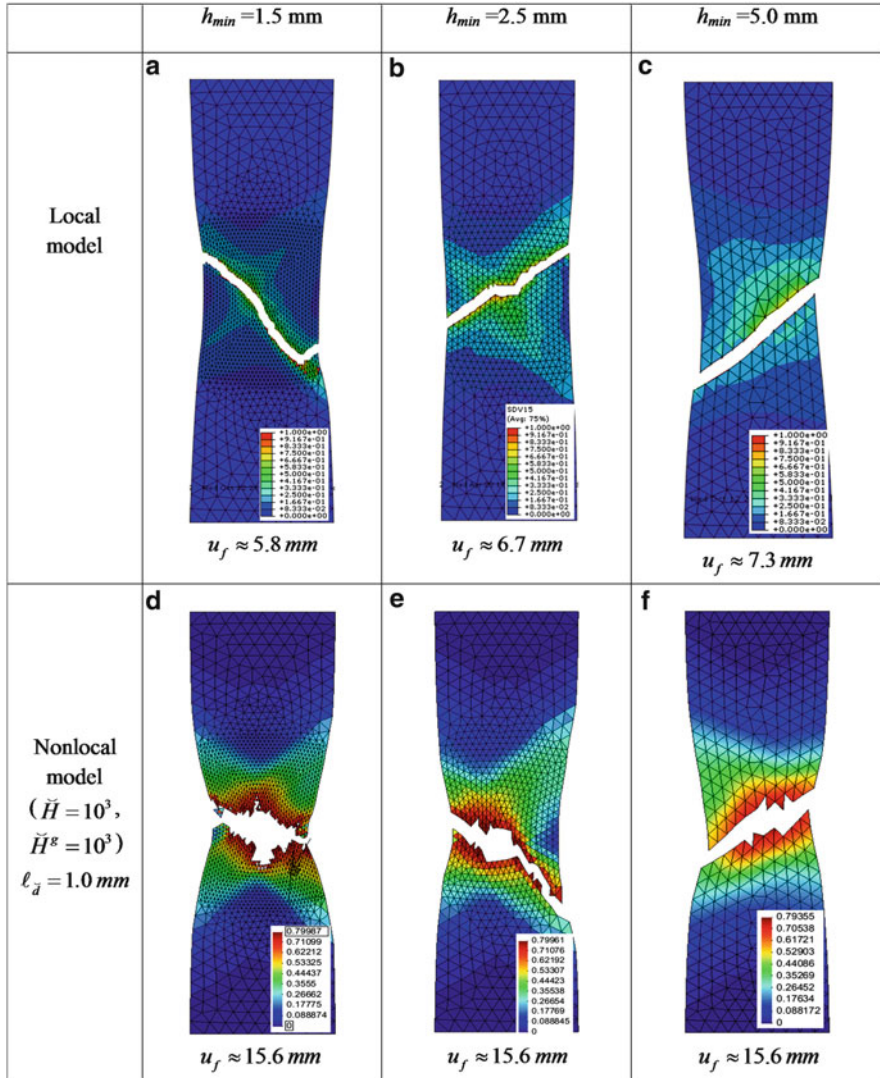 h_min =1.5 mm h_min =2.5 mm h_min =5.0 mm
Local
model
a
+1.000e+00
+9.167e-01
+8.333e-01
+7.500e-01
+6.667e-01
+5.833e-01
+5.000e-01
+4.167e-01
+3.333e-01
+2.500e-01
+1.667e-01
+8.333e-02
+0.000e+00
u_f ≈ 5.8 mm
b
SDV15
(Avg: 75%)
+1.000e+00
+9.167e-01
+8.333e-01
+7.500e-01
+6.667e-01
+5.833e-01
+5.000e-01
+4.167e-01
+3.333e-01
+2.500e-01
+1.667e-01
+8.333e-02
+0.000e+00
u_f ≈ 6.7 mm
c
+1.000e+00
+9.167e-01
+8.333e-01
+7.500e-01
+6.667e-01
+5.833e-01
+5.000e-01
+4.167e-01
+3.333e-01
+2.500e-01
+1.667e-01
+8.333e-02
+0.000e+00
u_f ≈ 7.3 mm
Nonlocal
model
( H̆ = 10³ ,
H̆ᵍ = 10³ )
ℓ_d̆ = 1.0 mm
d
0.79987
0.71099
0.62212
0.53325
0.44437
0.3555
0.26662
0.17775
0.088874
0
u_f ≈ 15.6 mm
e
0.79961
0.71076
0.62192
0.53307
0.44423
0.35538
0.26654
0.17769
0.088845
0
u_f ≈ 15.6 mm
f
0.79355
0.70538
0.61721
0.52903
0.44086
0.35269
0.26452
0.17634
0.088172
0
u_f ≈ 15.6 mm